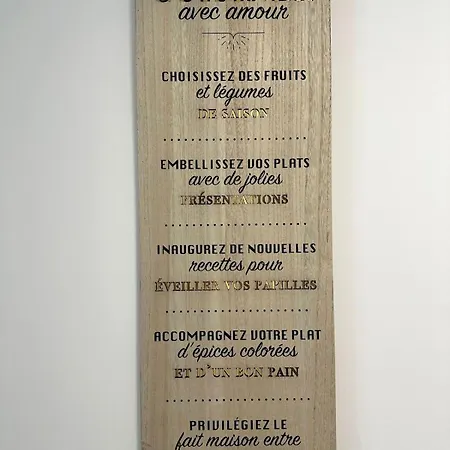 avec amour
CHOISISSEZ DES FRUITS
et légumes
DE SAISON
EMBELLISSEZ VOS PLATS
avec de jolies
PRÉSENTATIONS
INAUGUREZ DE NOUVELLES
recettes pour
ÉVEILLER VOS PAPILLES
ACCOMPAGNEZ VOTRE PLAT
d'épices colorées
ET D'UN BON PAIN
PRIVILÉGIEZ LE
fait maison entre